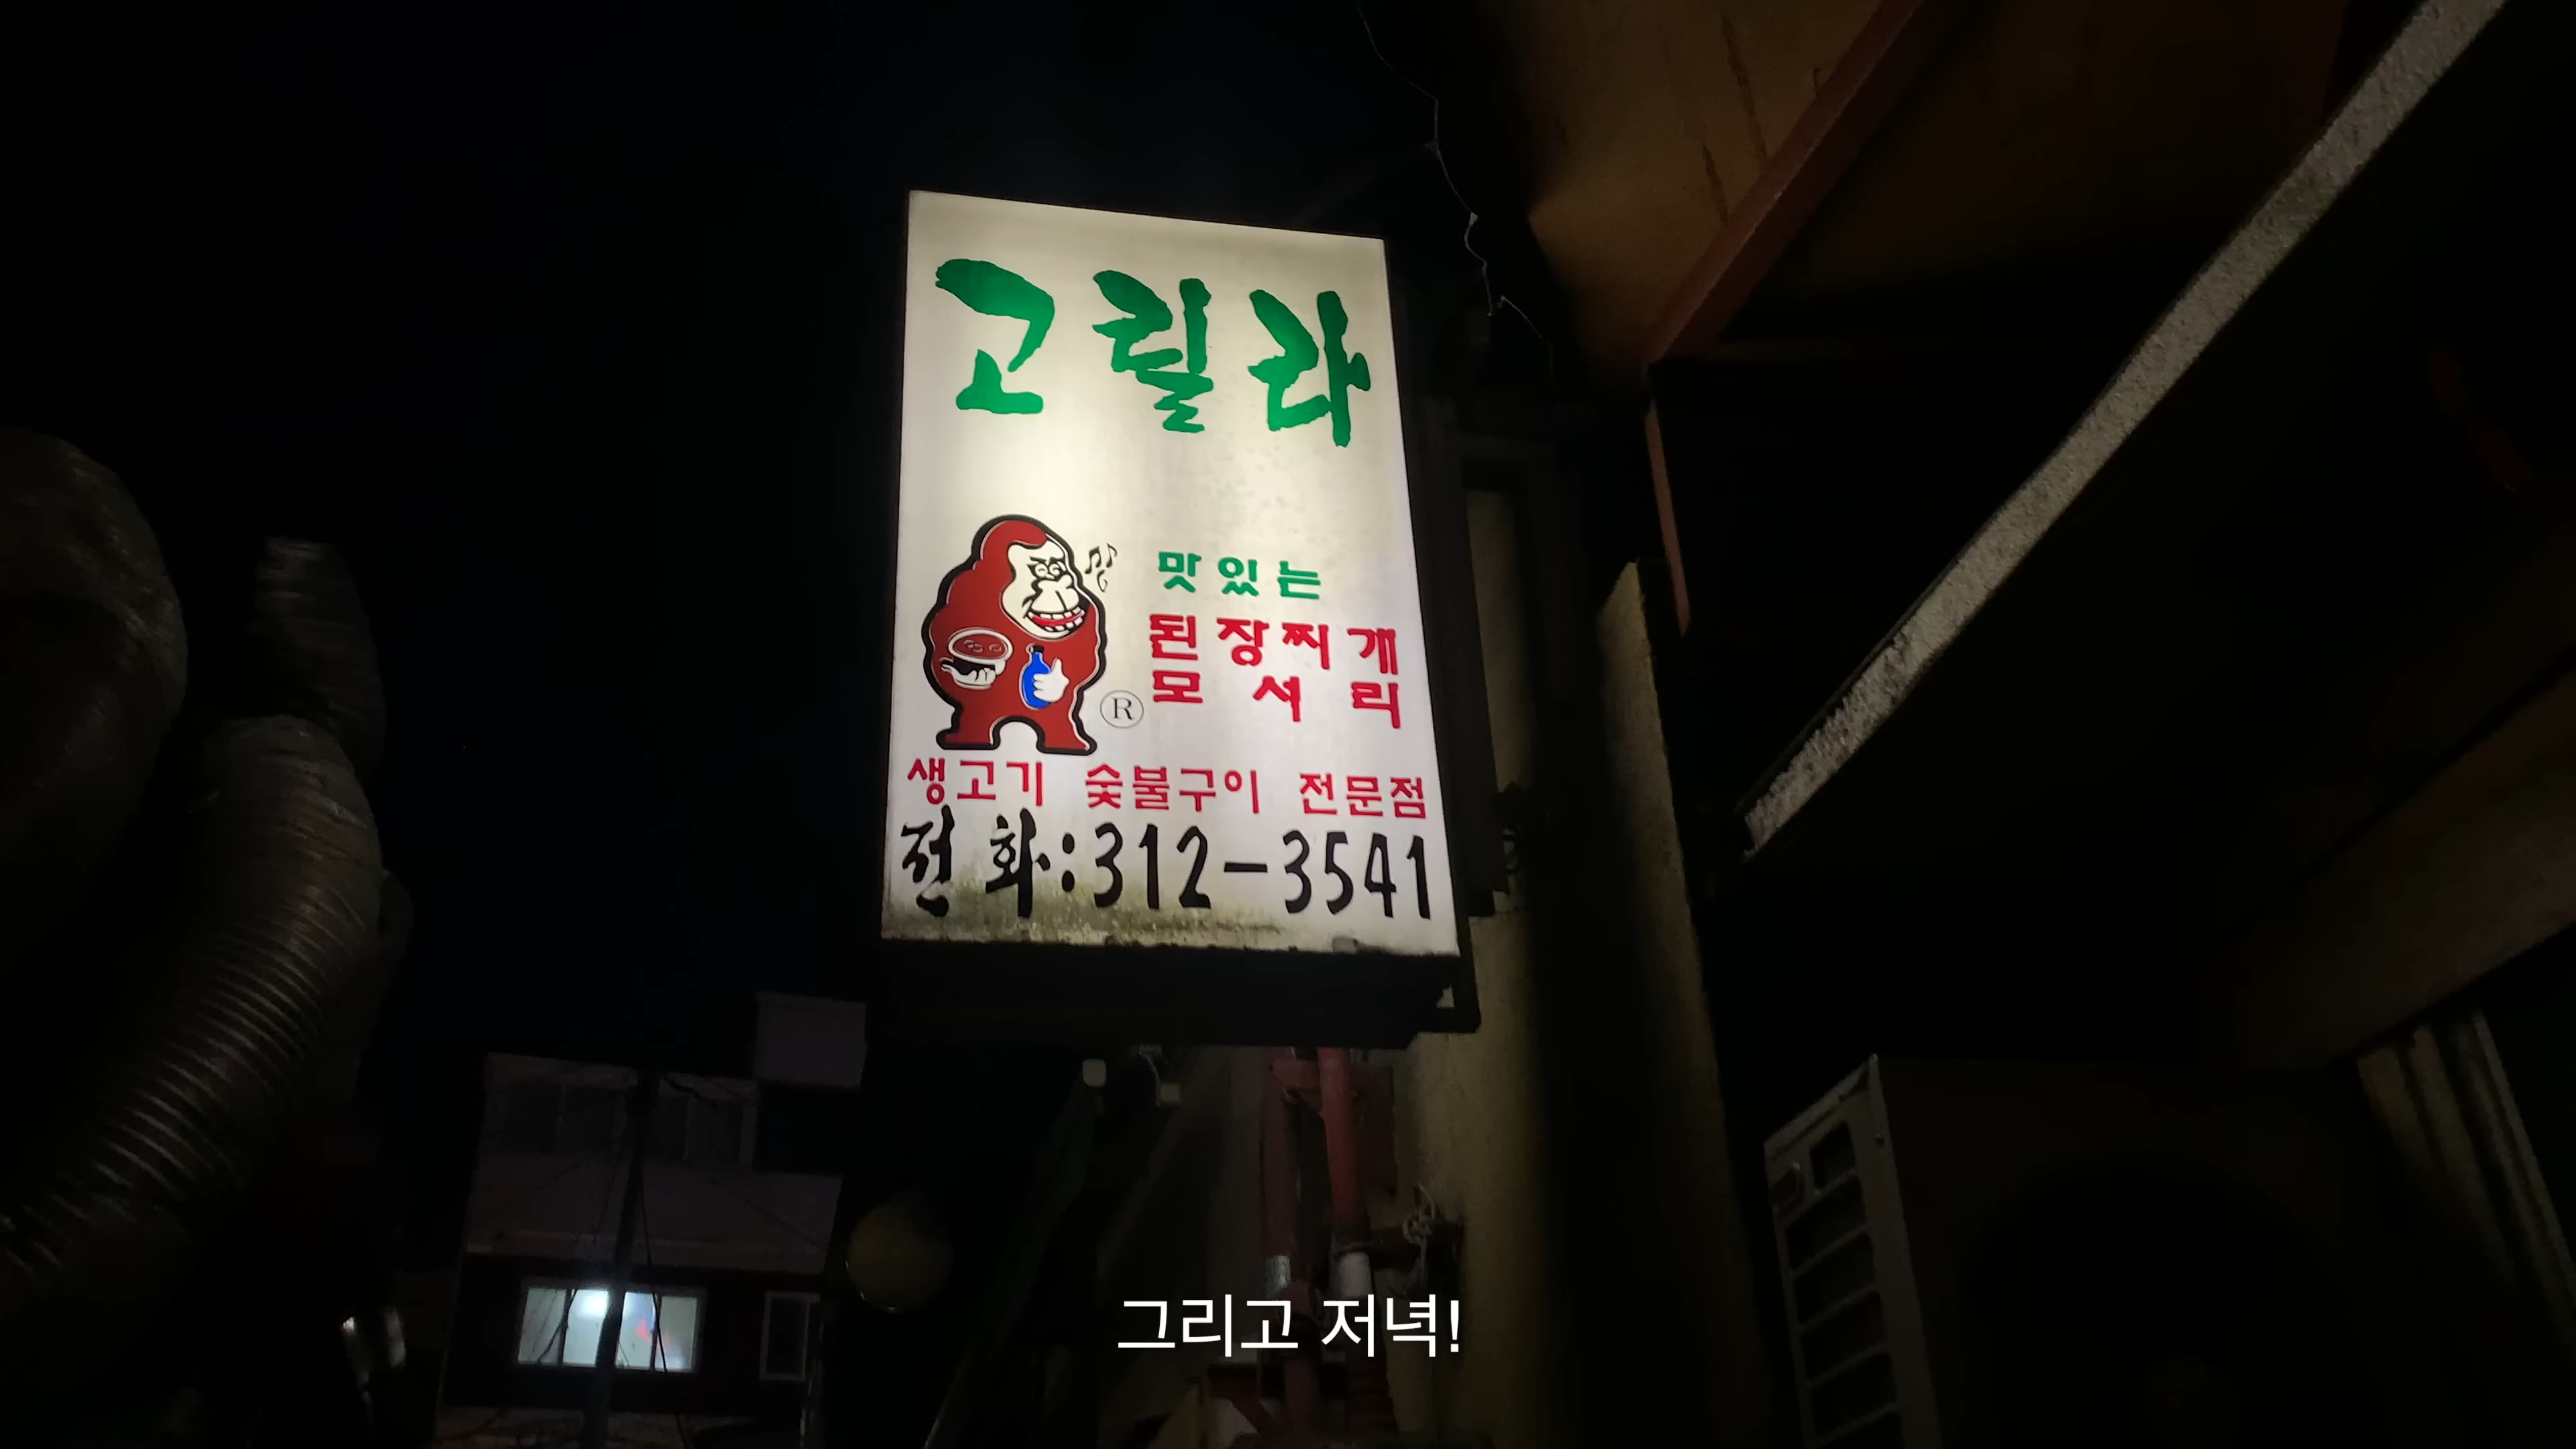 고릴라
맛있는
된장찌개
모서리
®
생고기 숯불구이 전문점
전화:312-3541
그리고 저녁!